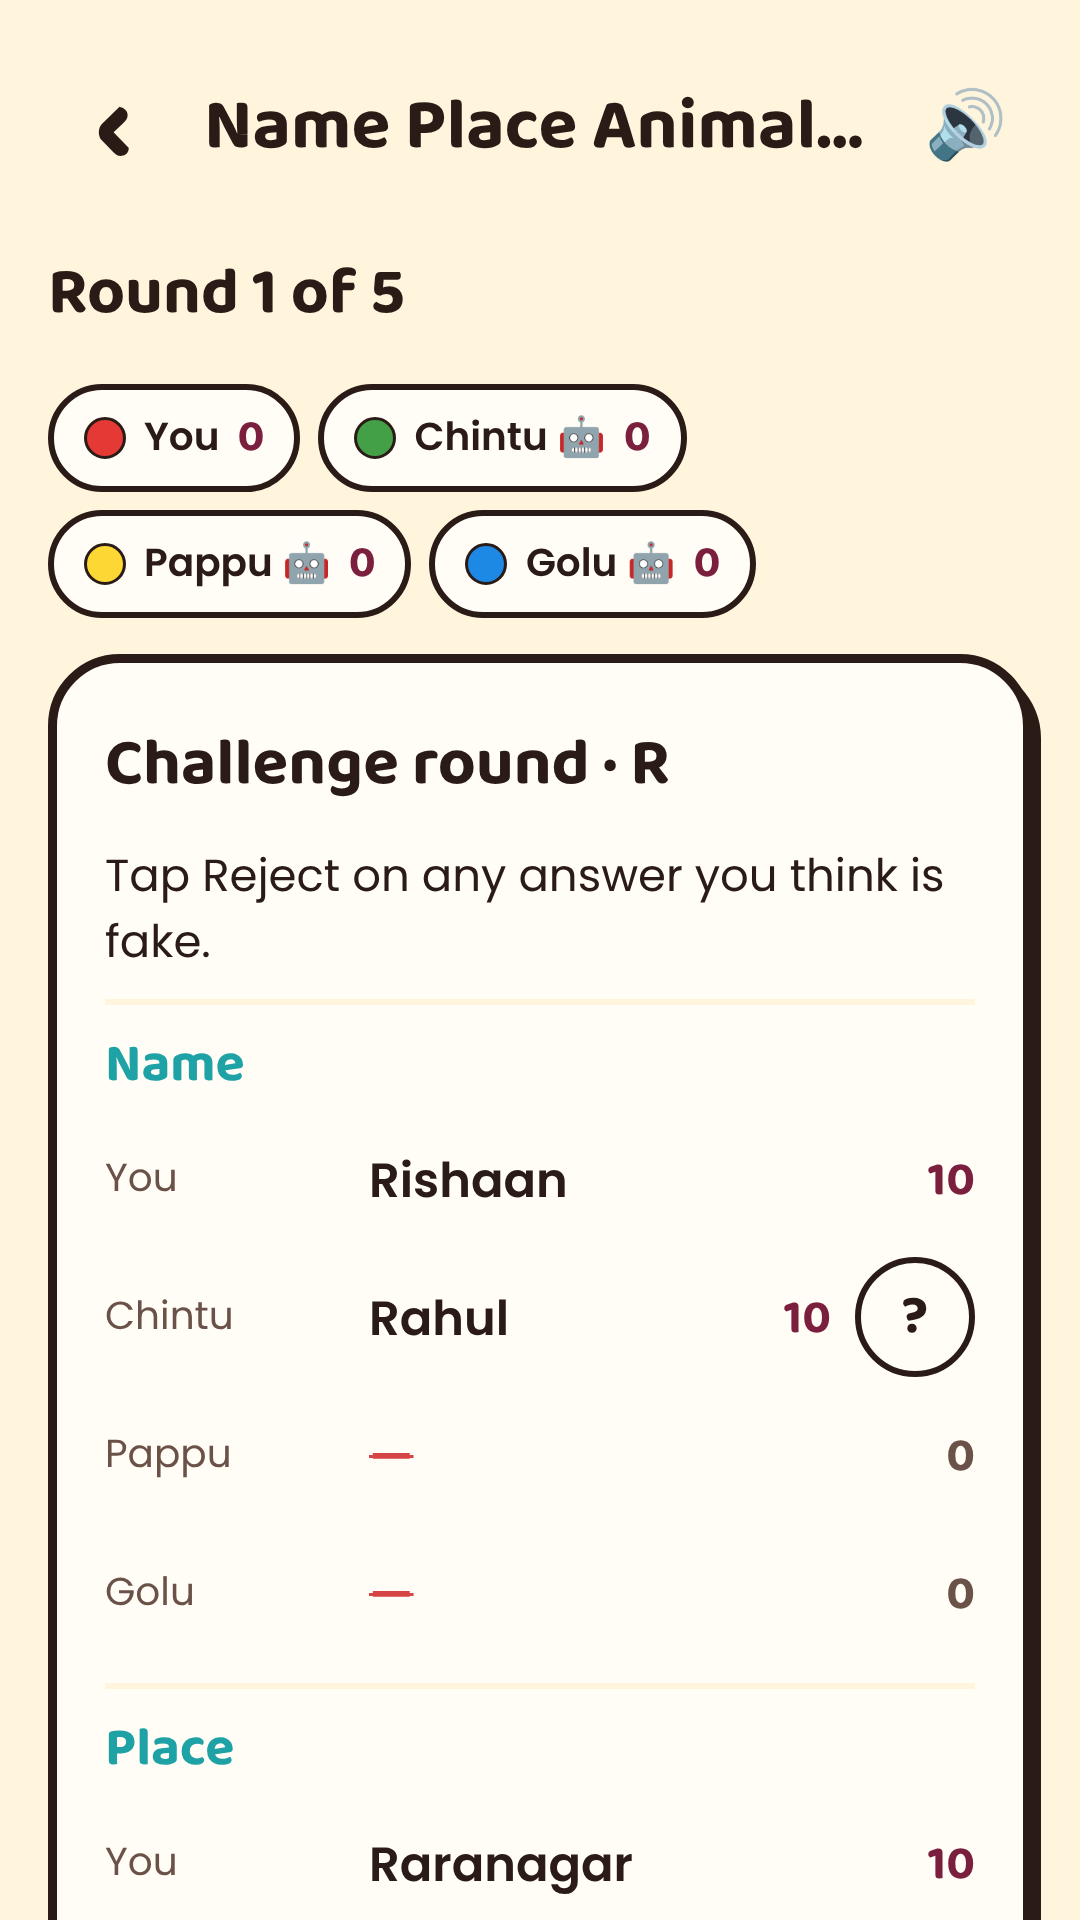 Name Place Animal...
Round 1 of 5
You 0
Chintu 🤖 0
Pappu 🤖 0
Golu 🤖 0
Challenge round · R
Tap Reject on any answer you think is
fake.
Name
You Rishaan 10
Chintu Rahul 10 ?
Pappu — 0
Golu — 0
Place
You Raranagar 10